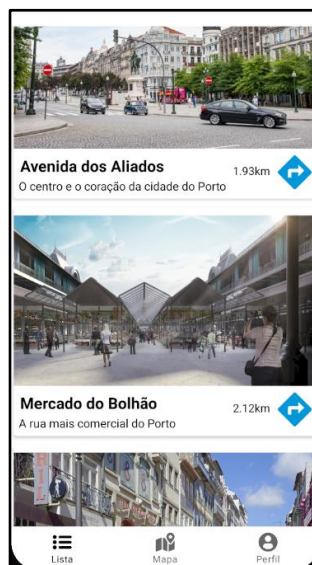 Avenida dos Aliados
1.93km
O centro e o coração da cidade do Porto
Mercado do Bolhão
2.12km
A rua mais comercial do Porto
Lista
Mapa
Perfil